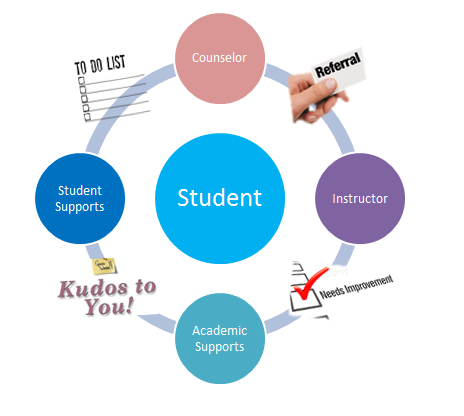 Counselor
TO DO LIST
Referral
Student
Supports
Student
Instructor
Kudos to
You!
Needs Improvement
Academic
Supports